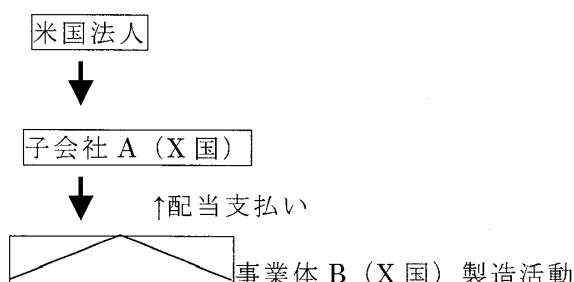 米国法人
子会社 A（X 国）
↑配当支払い
事業体 B（X 国）製造活動